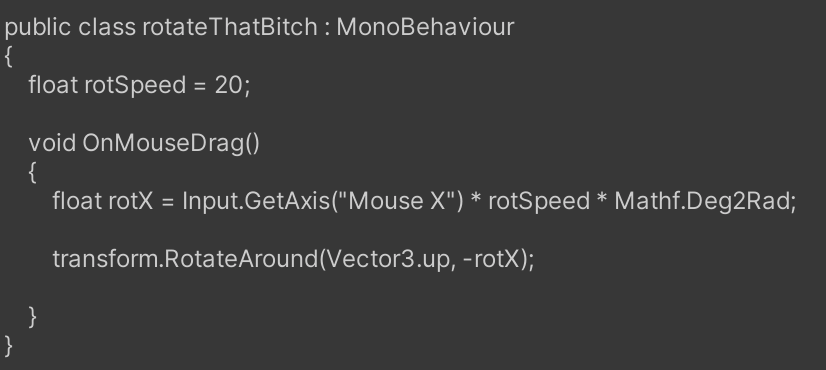 public class rotateThatBitch : MonoBehaviour
{
float rotSpeed = 20;
void OnMouseDrag()
{
float rotX = Input.GetAxis("Mouse X") * rotSpeed * Mathf.Deg2Rad;
transform.RotateAround(Vector3.up, -rotX);
}
}